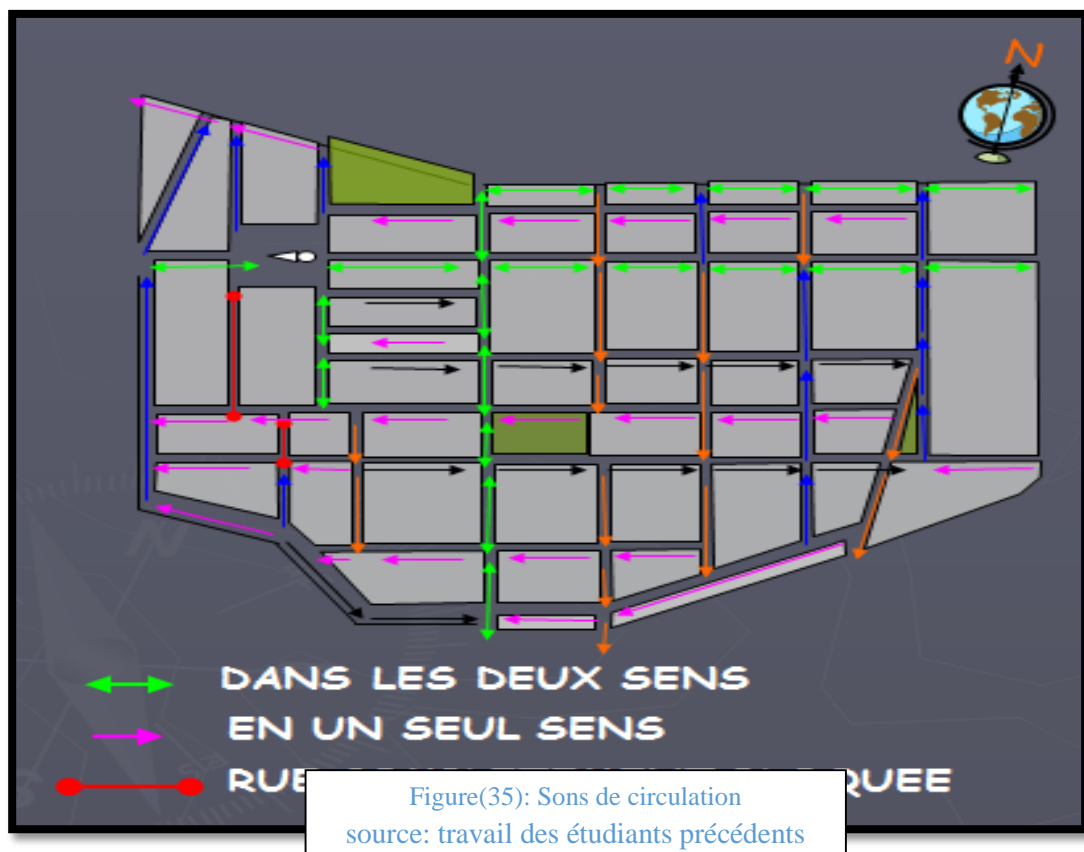 N
DANS LES DEUX SENS
EN UN SEUL SENS
RUE
QUEE
Figure(35): Sons de circulation
source: travail des étudiants précédents